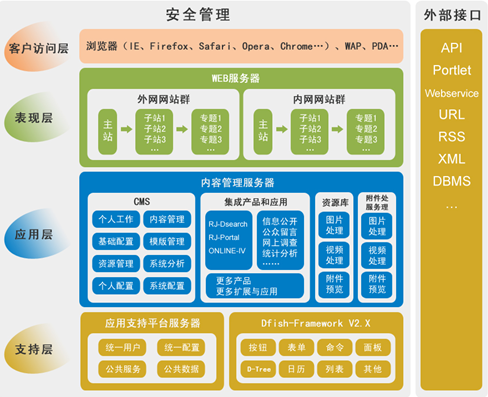 安全管理
外部接口
客户访问层
浏览器（IE、Firefox、Safari、Opera、Chrome…）、WAP、PDA…
表现层
WEB服务器
外网网站群
主站
子站1
子站2
子站3
…
专题1
专题2
专题3
…
内网网站群
主站
子站1
子站2
子站3
…
专题1
专题2
专题3
…
应用层
内容管理服务器
CMS
个人工作
内容管理
基础配置
模版管理
资源管理
系统分析
个人配置
系统配置
集成产品和应用
RJ-Dsearch
RJ-Portal
ONLINE-IV
信息公开
公众留言
网上调查
统计分析
……
更多产品
更多扩展与应用
资源库
图片
处理
视频
处理
附件
预览
附件处
服务理
图片
处理
视频
处理
附件
预览
支持层
应用支持平台服务器
统一用户
统一配置
公共服务
公共数据
Dfish-Framework V2.X
按钮
表单
命令
面板
D-Tree
日历
列表
其他
API
Portlet
Webservice
URL
RSS
XML
DBMS
…